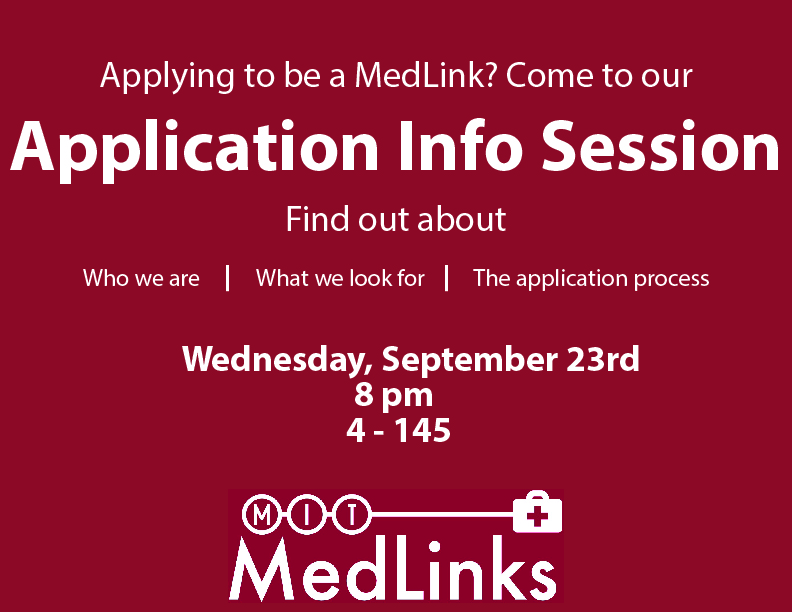 Applying to be a MedLink? Come to our
Application Info Session
Find out about
Who we are | What we look for | The application process
Wednesday, September 23rd
8 pm
4 - 145
MIT
MedLinks